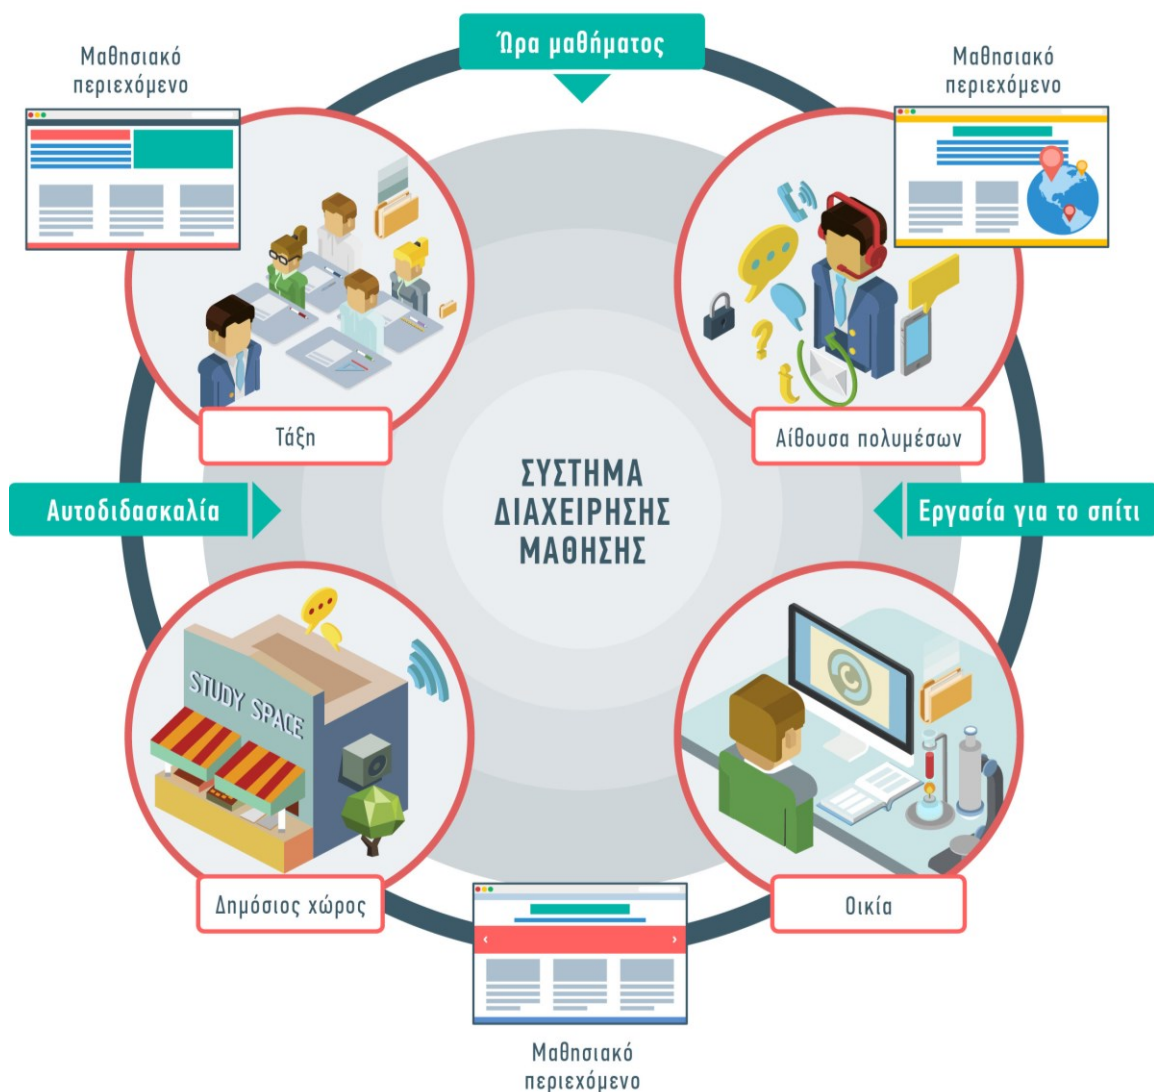 Ώρα μαθήματος
Μαθησιακό
περιεχόμενο
Μαθησιακό
περιεχόμενο
Τάξη
Αίθουσα πολυμέσων
ΣΥΣΤΗΜΑ
ΔΙΑΧΕΙΡΗΣΗΣ
ΜΑΘΗΣΗΣ
Αυτοδιδασκαλία
Εργασία για το σπίτι
STUDY SPACE
Δημόσιος χώρος
Οικία
Μαθησιακό
περιεχόμενο